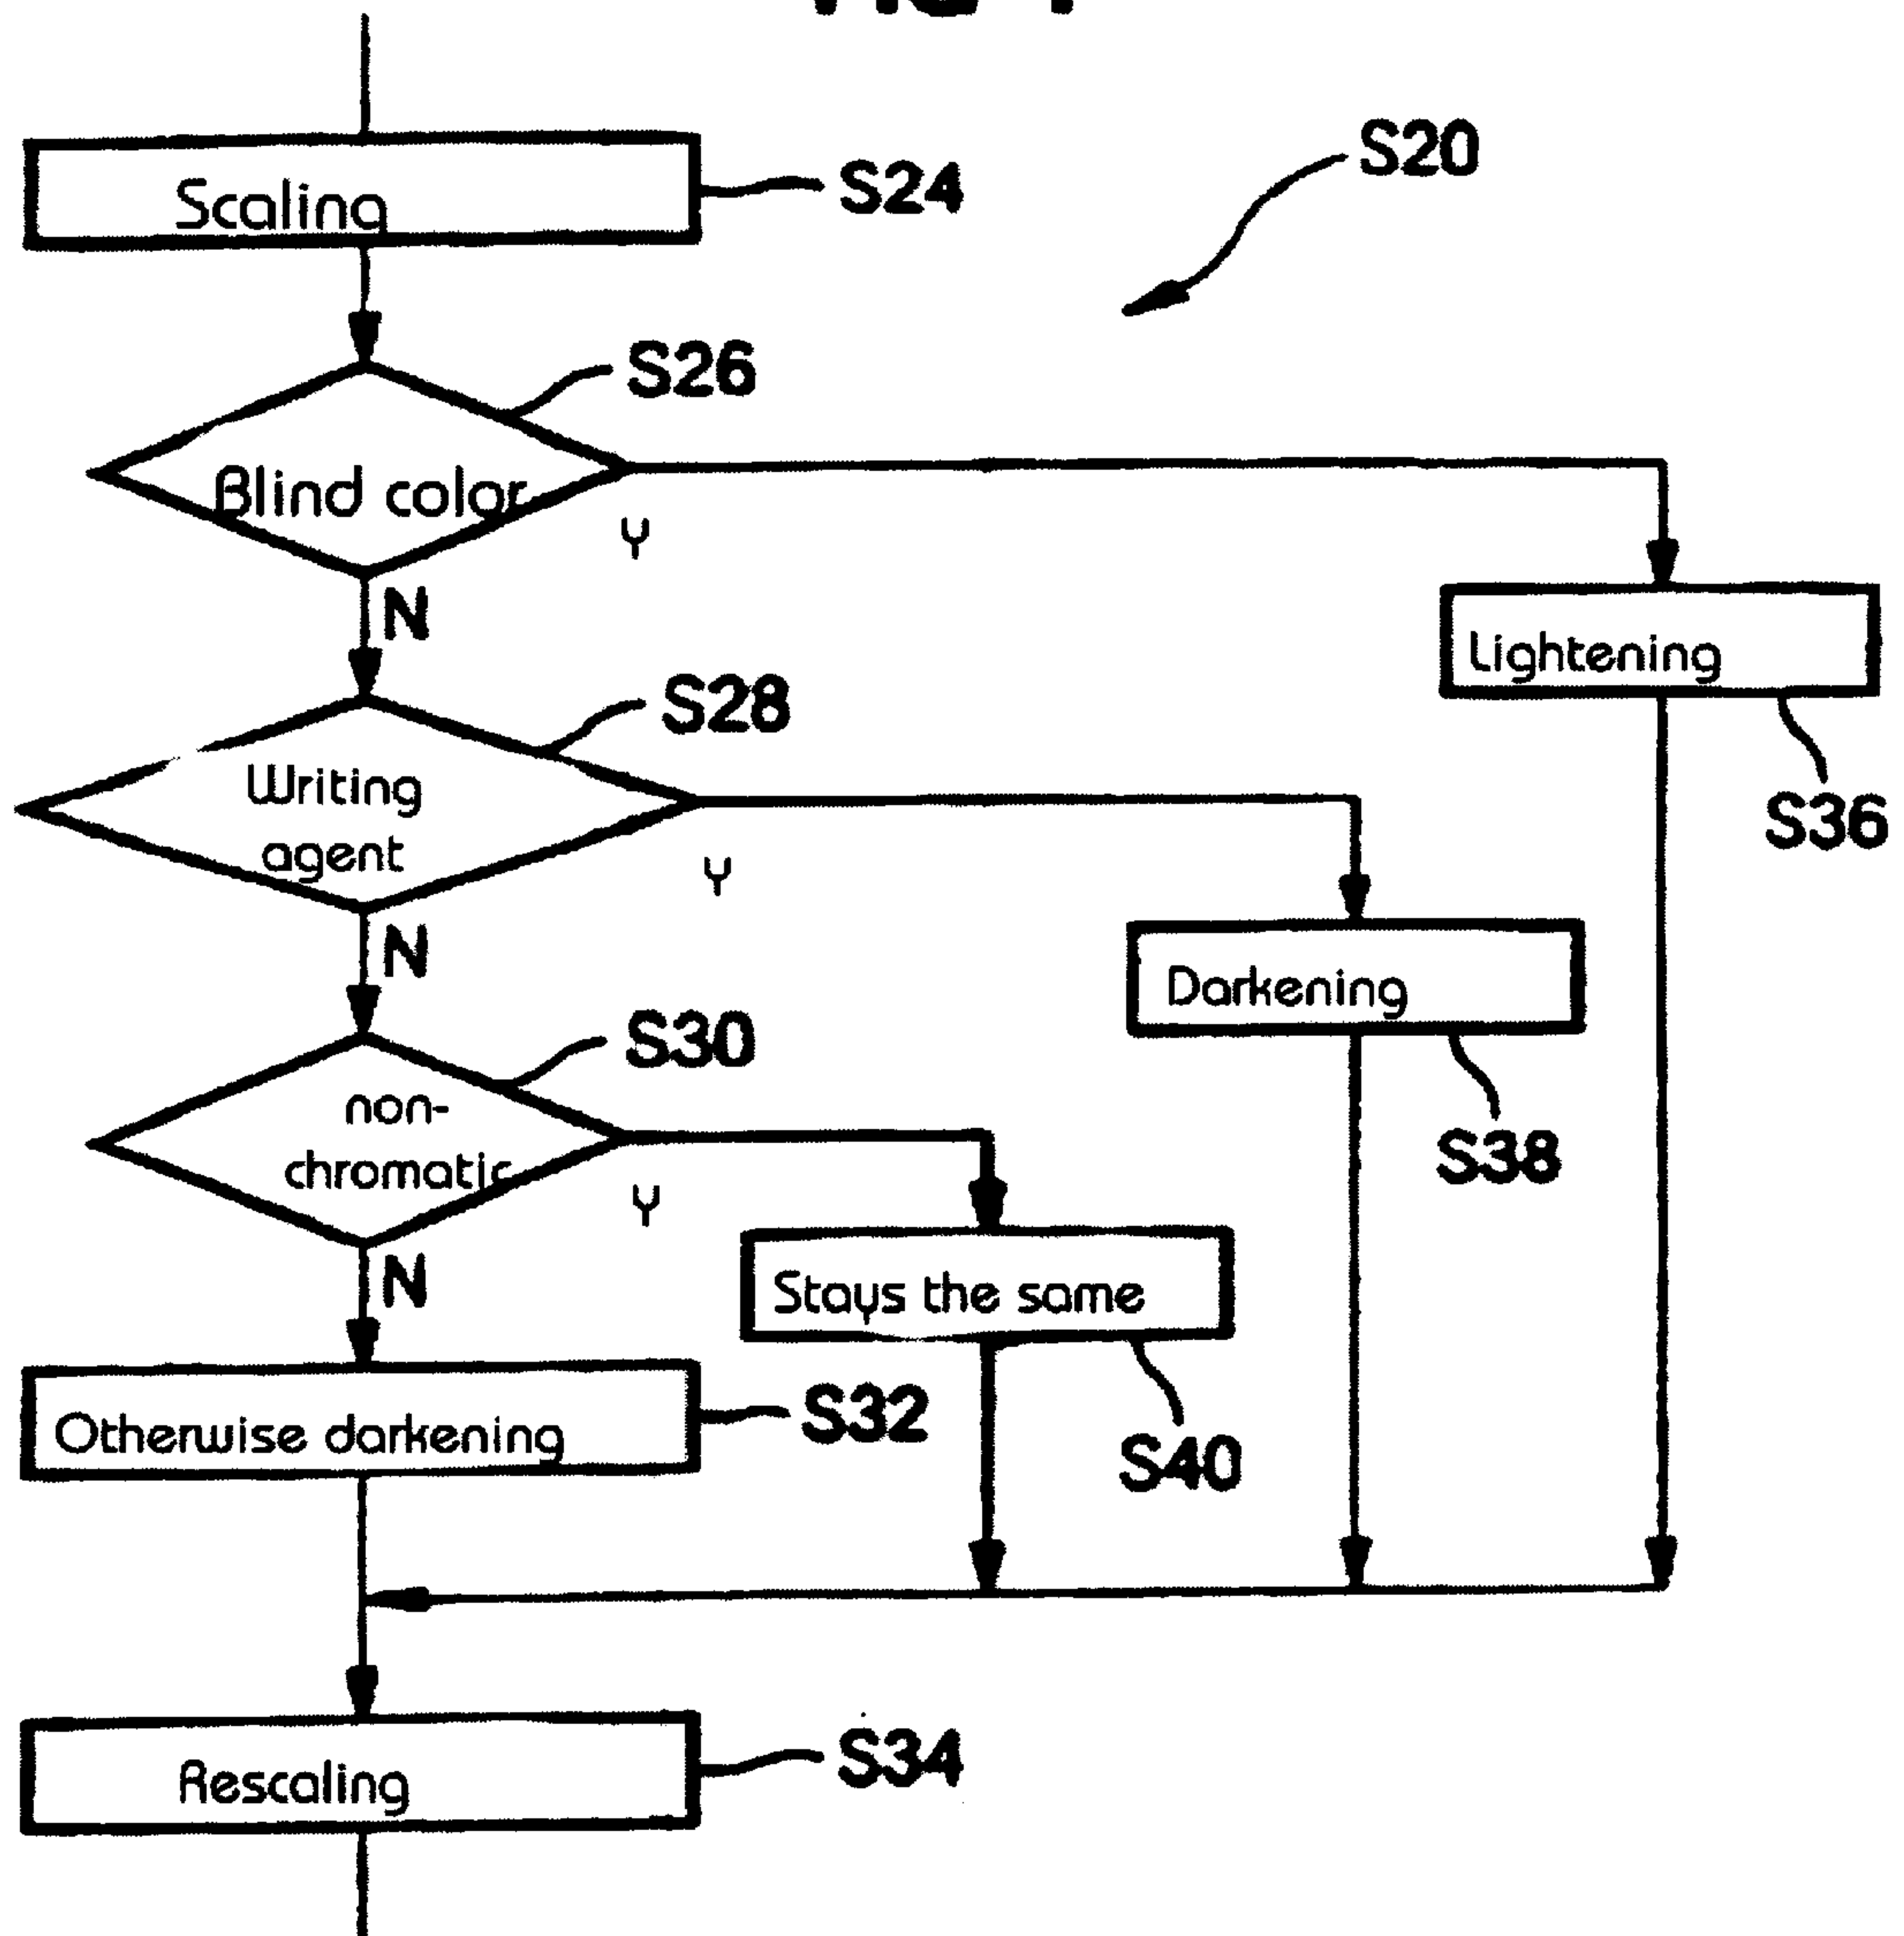 Scaling
S24
S20
S26
Blind color
Y
N
Lightening
S28
S36
Writing
agent
Y
N
Darkening
S30
S38
non-
chromatic
Y
N
Stays the same
Otherwise darkening
S32
S40
Rescaling
S34